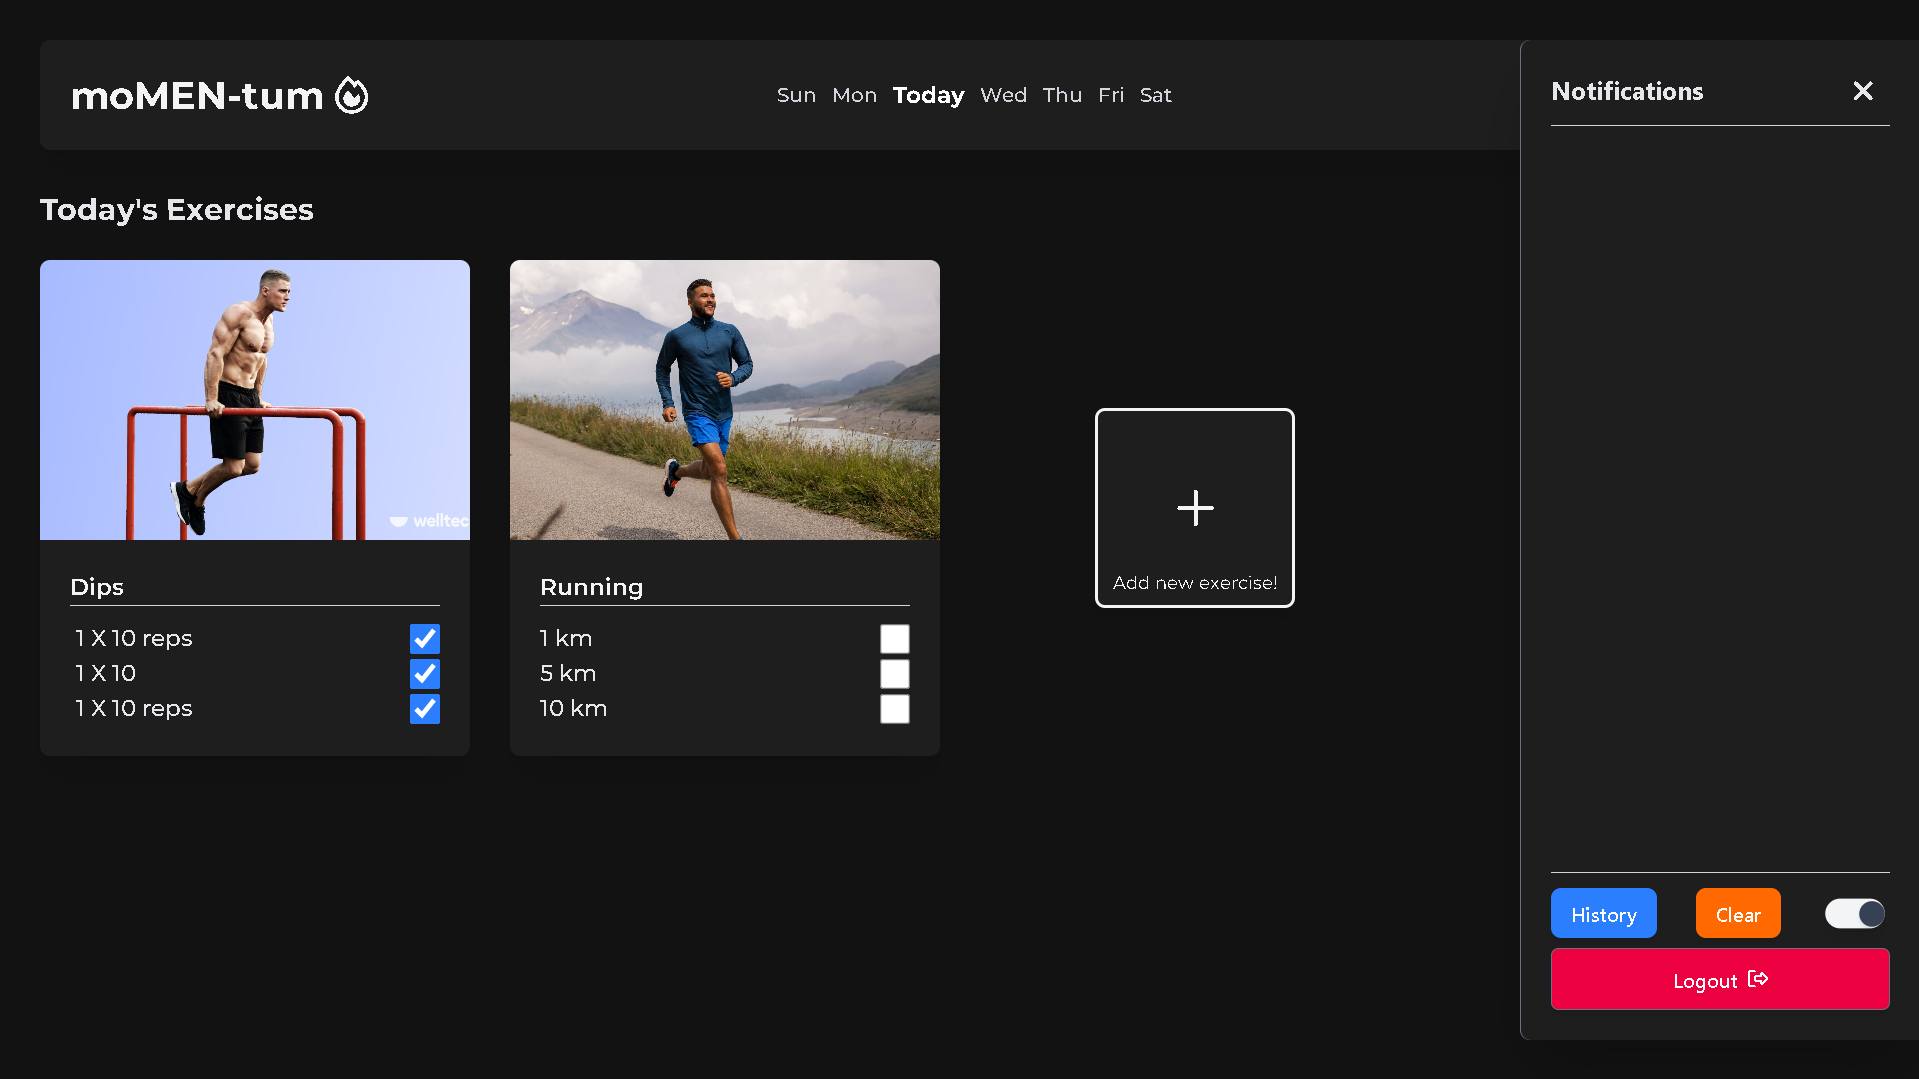 moMEN-tum
Sun Mon Today Wed Thu Fri Sat
Notifications
Today's Exercises
welltec
Dips
1 X 10 reps
1 X 10
1 X 10 reps
Running
1 km
5 km
10 km
Add new exercise!
History
Clear
Logout